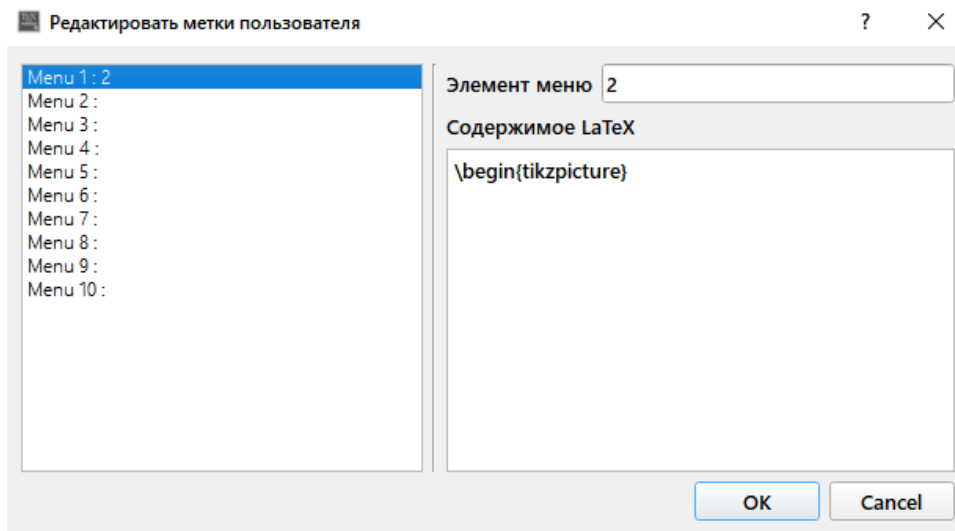 Редактировать метки пользователя
Menu 1 : 2
Menu 2 :
Menu 3 :
Menu 4 :
Menu 5 :
Menu 6 :
Menu 7 :
Menu 8 :
Menu 9 :
Menu 10 :
Элемент меню 2
Содержимое LaTeX
\begin{tikzpicture}
OK
Cancel